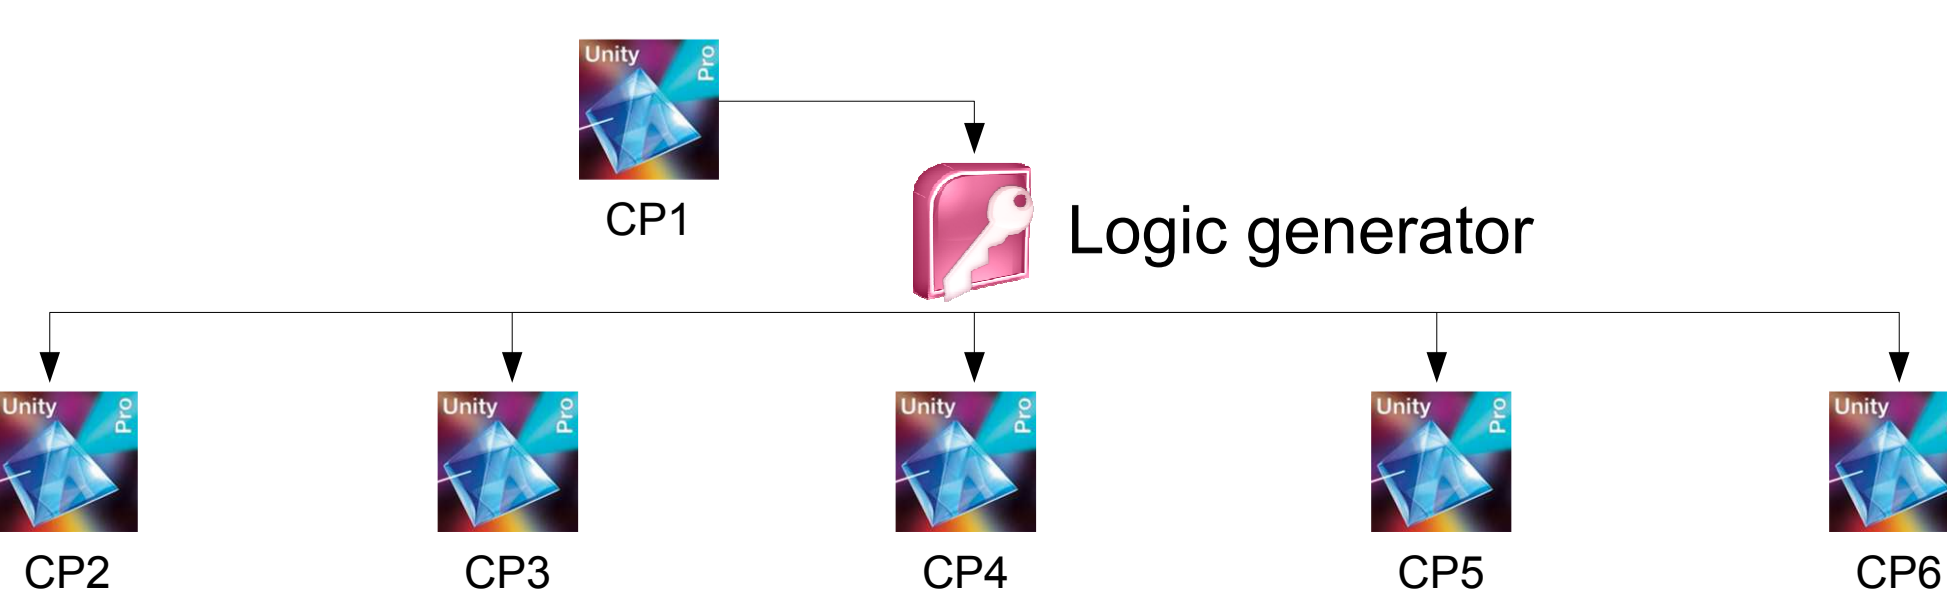 Unity Pro
CP1
Logic generator
Unity Pro
Unity Pro
Unity Pro
Unity Pro
Unity
CP2
CP3
CP4
CP5
CP6